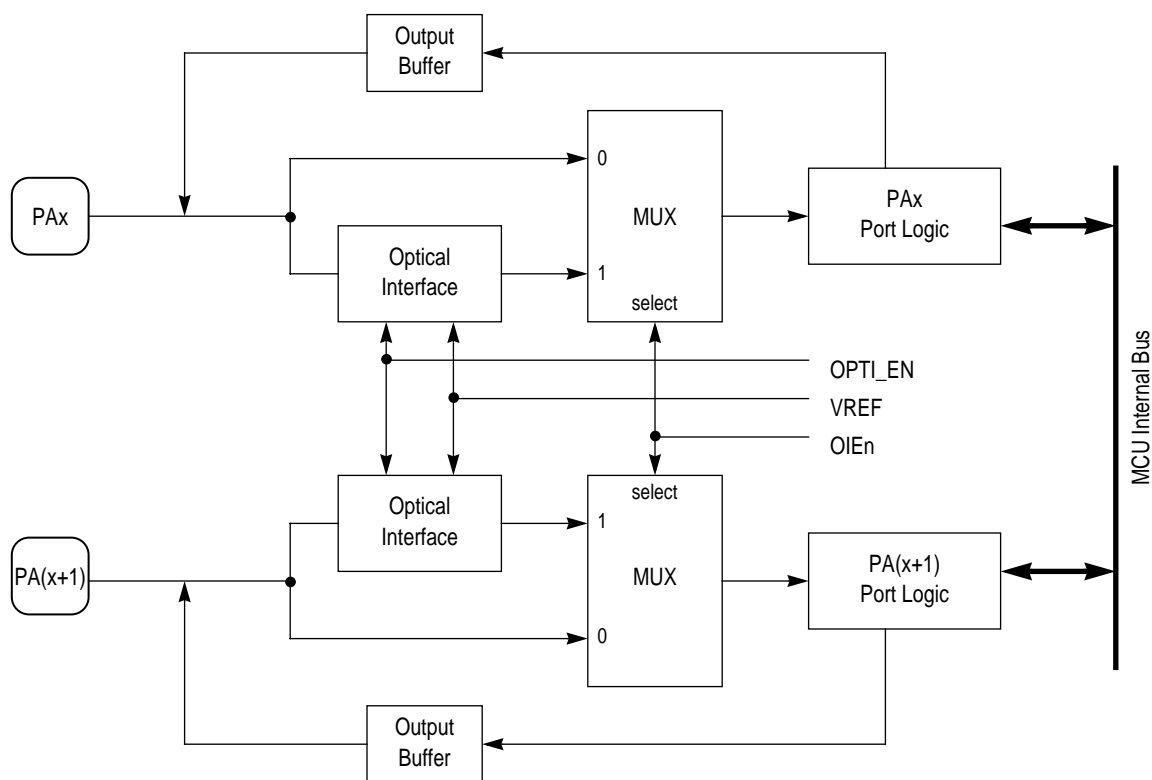 Output
Buffer
0
PAx
MUX
PAx
Port Logic
Optical
Interface
1
select
OPTI_EN
VREF
OIEn
MCU Internal Bus
select
Optical
Interface
1
PA(x+1)
MUX
PA(x+1)
Port Logic
0
Output
Buffer